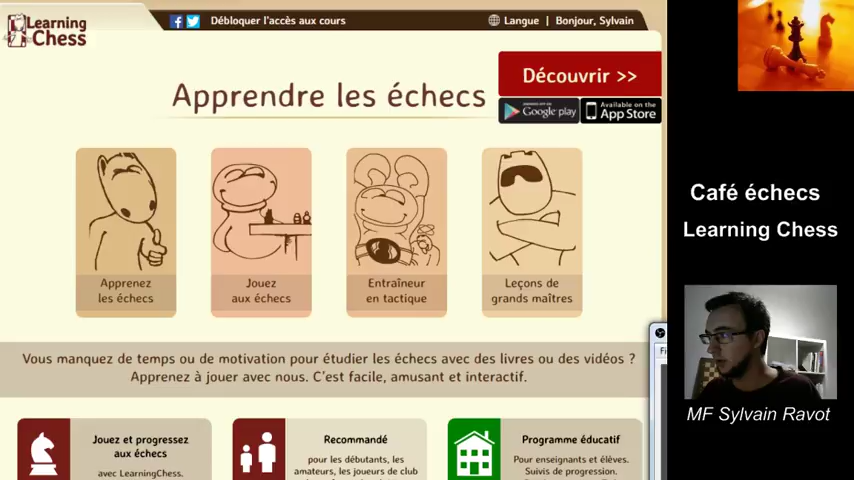 Learning
Chess
Débloquer l'accès aux cours
Langue | Bonjour, Sylvain
Apprendre les échecs
Découvrir >>
Google play
Available on the
App Store
Apprenez
les échecs
Jouez
aux échecs
Entraîneur
en tactique
Leçons de
grands maîtres
Vous manquez de temps ou de motivation pour étudier les échecs avec des livres ou des vidéos ?
Apprenez à jouer avec nous. C'est facile, amusant et interactif.
Jouez et progressez
aux échecs
avec LearningChess.
Recommandé
pour les débutants, les
amateurs, les joueurs de club
Programme éducatif
Pour enseignants et élèves.
Suivis de progression.
Fi
Café échecs
Learning Chess
MF Sylvain Ravot